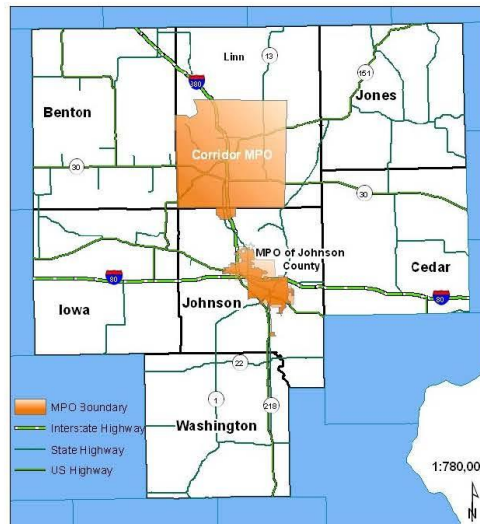 Linn
13
380
151
Jones
Benton
Corridor MPO
30
30
MPO of Johnson
County
Cedar
80
Iowa
Johnson
80
22
MPO Boundary
Interstate Highway
1
218
State Highway
Washington
US Highway
1:780,00
N